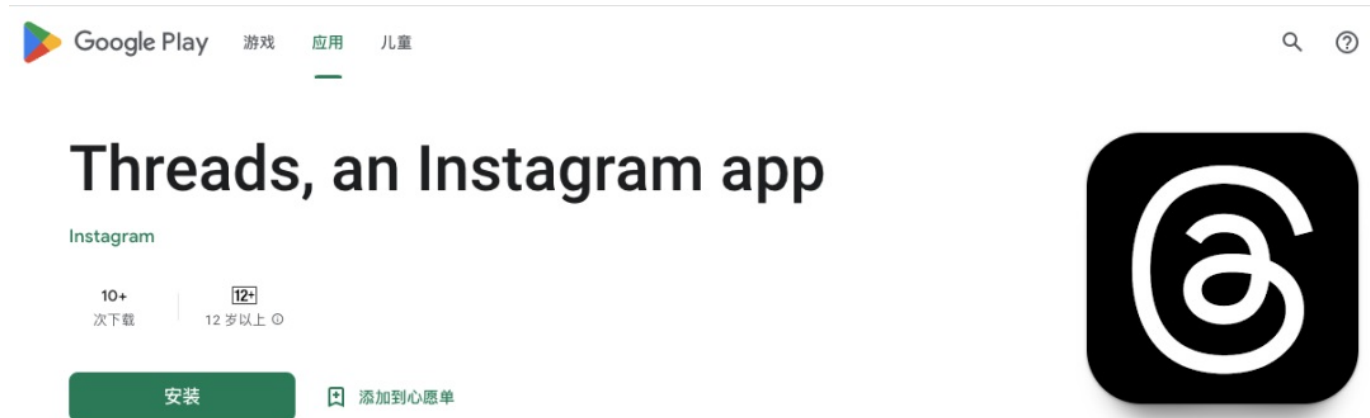 Google Play 游戏 应用 儿童
Threads, an Instagram app
Instagram
10+ 12+
次下载 12 岁以上
安装 添加到心愿单